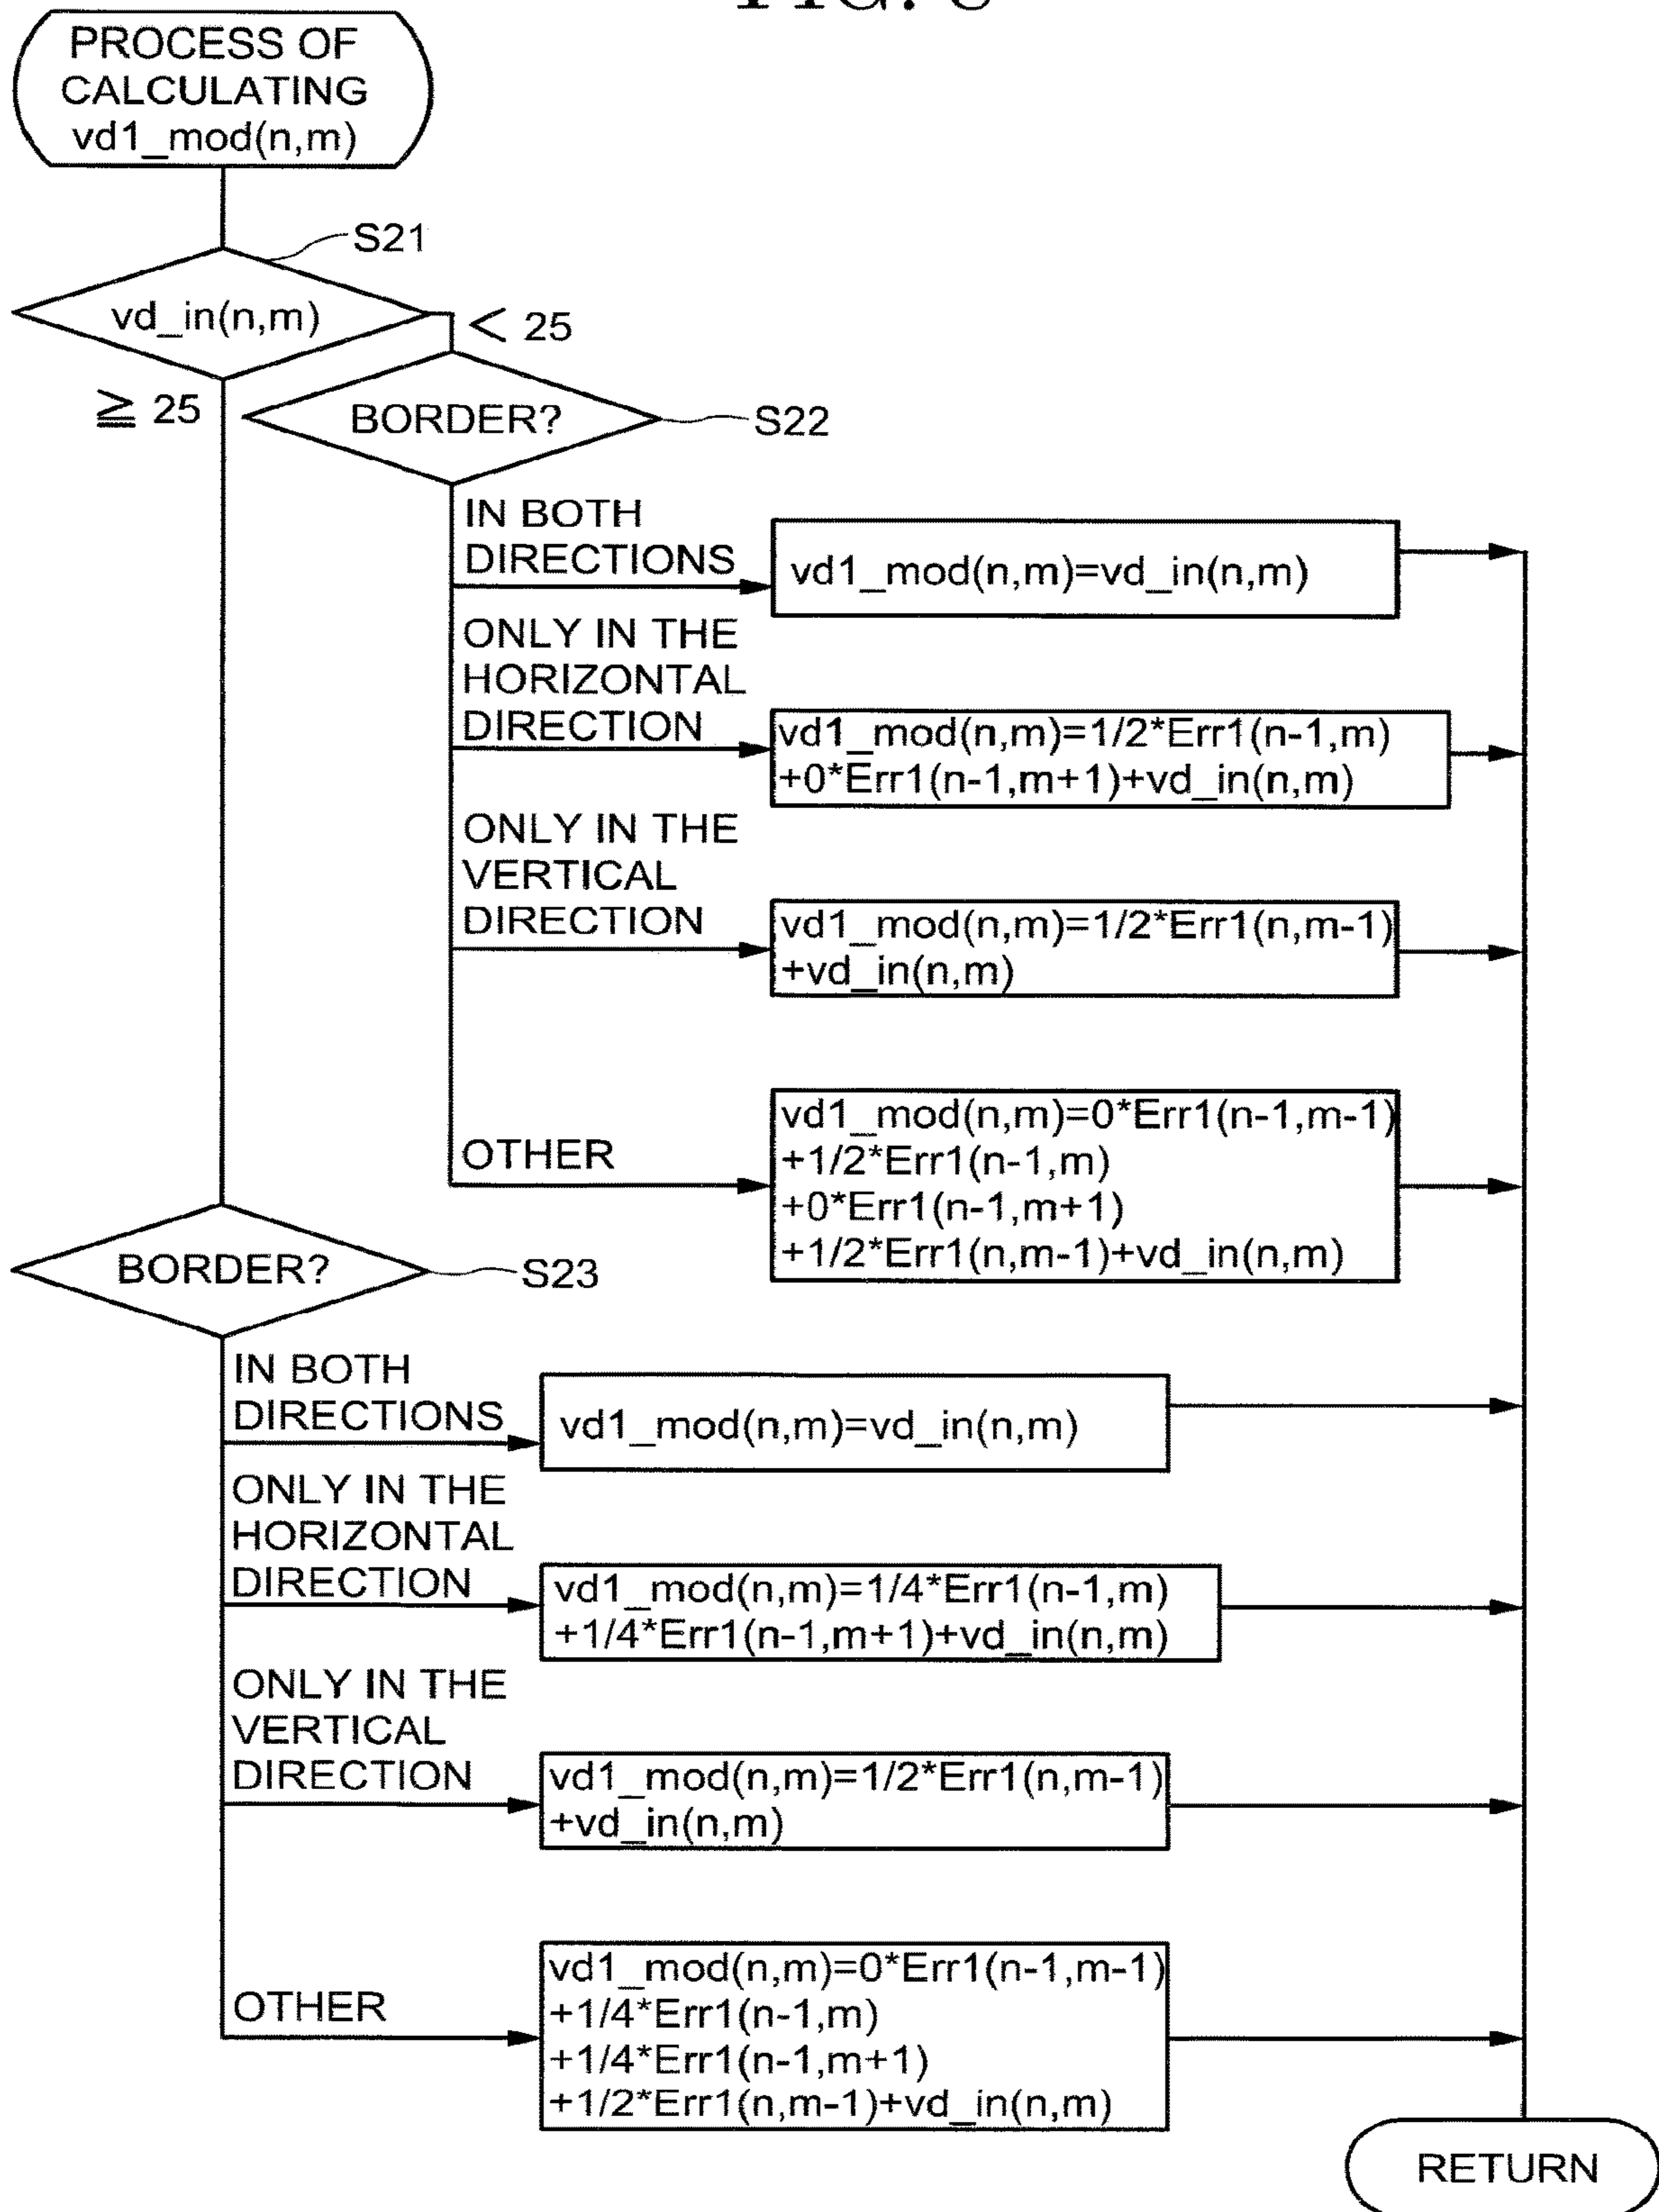 PROCESS OF
CALCULATING
vd1_mod(n,m)
S21
vd_in(n,m)
< 25
≧ 25
BORDER?
S22
IN BOTH
DIRECTIONS
vd1_mod(n,m)=vd_in(n,m)
ONLY IN THE
HORIZONTAL
DIRECTION
vd1_mod(n,m)=1/2*Err1(n-1,m)
+0*Err1(n-1,m+1)+vd_in(n,m)
ONLY IN THE
VERTICAL
DIRECTION
vd1_mod(n,m)=1/2*Err1(n,m-1)
+vd_in(n,m)
OTHER
vd1_mod(n,m)=0*Err1(n-1,m-1)
+1/2*Err1(n-1,m)
+0*Err1(n-1,m+1)
+1/2*Err1(n,m-1)+vd_in(n,m)
BORDER?
S23
IN BOTH
DIRECTIONS
vd1_mod(n,m)=vd_in(n,m)
ONLY IN THE
HORIZONTAL
DIRECTION
vd1_mod(n,m)=1/4*Err1(n-1,m)
+1/4*Err1(n-1,m+1)+vd_in(n,m)
ONLY IN THE
VERTICAL
DIRECTION
vd1_mod(n,m)=1/2*Err1(n,m-1)
+vd_in(n,m)
OTHER
vd1_mod(n,m)=0*Err1(n-1,m-1)
+1/4*Err1(n-1,m)
+1/4*Err1(n-1,m+1)
+1/2*Err1(n,m-1)+vd_in(n,m)
RETURN